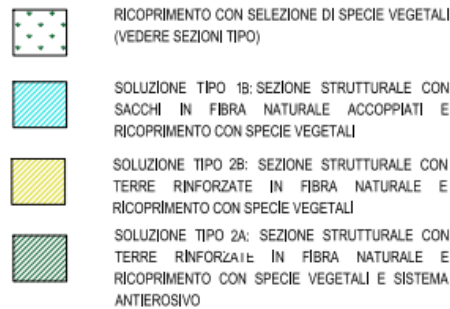 RICOPRIMENTO CON SELEZIONE DI SPECIE VEGETALI
(VEDERE SEZIONI TIPO)
SOLUZIONE TIPO 1B: SEZIONE STRUTTURALE CON
SACCHI IN FIBRA NATURALE ACCOPPIATI E
RICOPRIMENTO CON SPECIE VEGETALI
SOLUZIONE TIPO 2B: SEZIONE STRUTTURALE CON
TERRE RINFORZATE IN FIBRA NATURALE E
RICOPRIMENTO CON SPECIE VEGETALI
SOLUZIONE TIPO 2A: SEZIONE STRUTTURALE CON
TERRE RINFORZATE IN FIBRA NATURALE E
RICOPRIMENTO CON SPECIE VEGETALI E SISTEMA
ANTIEROSIVO